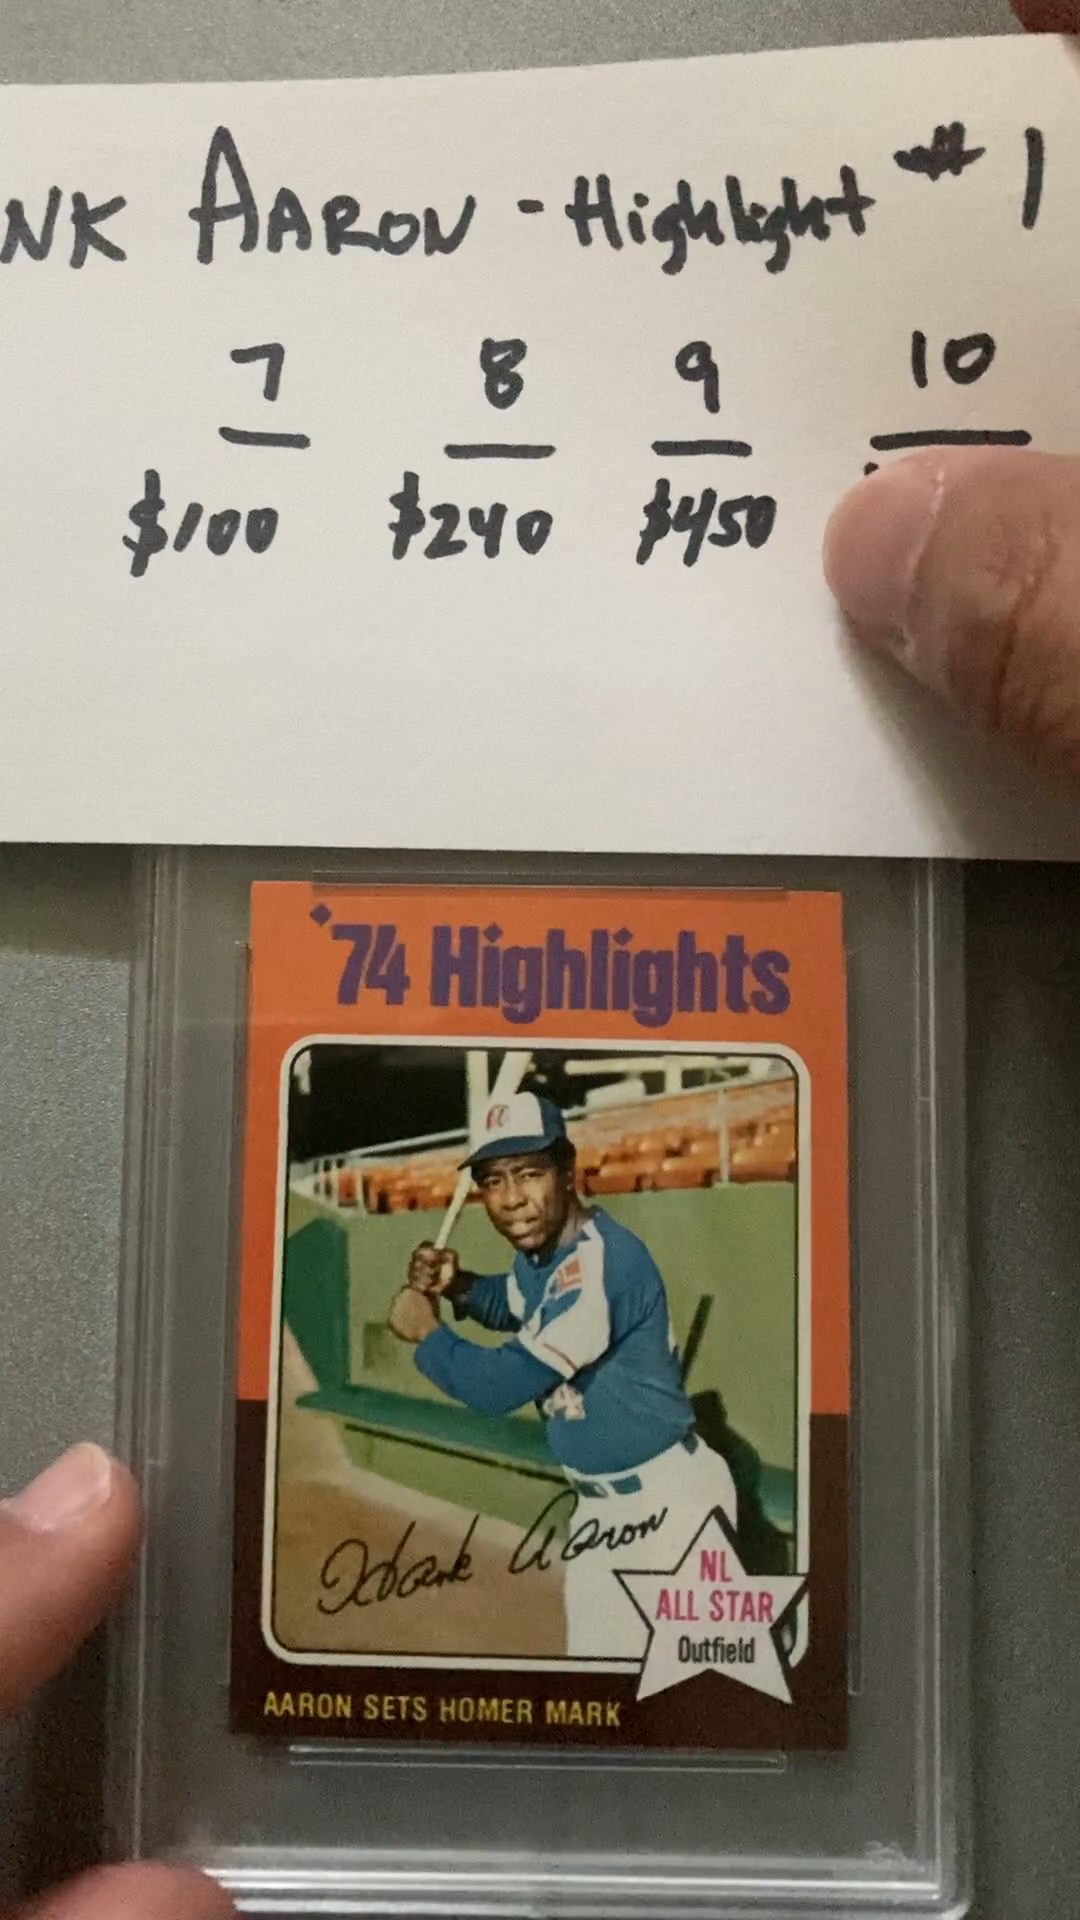 NK AARON - Highlight # 1
7 8 9 10
$100 $240 $450
'74 Highlights
Hank Aaron
NL
ALL STAR
Outfield
AARON SETS HOMER MARK